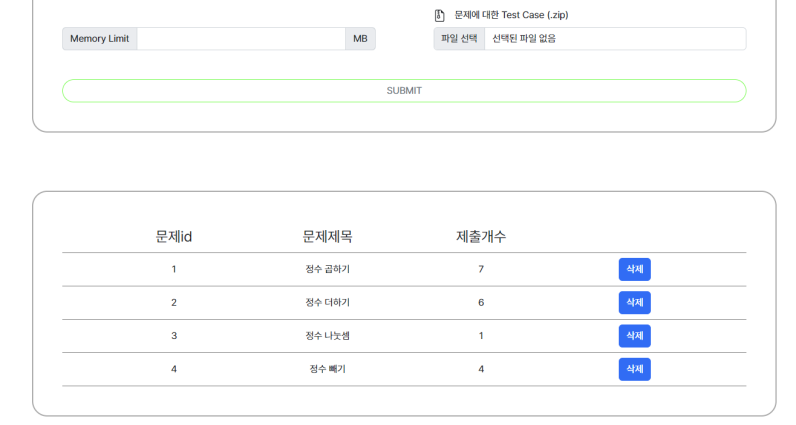 문제에 대한 Test Case (.zip)
Memory Limit MB 파일 선택 선택된 파일 없음
SUBMIT
문제id 문제제목 제출개수
1 정수 곱하기 7 삭제
2 정수 더하기 6 삭제
3 정수 나눗셈 1 삭제
4 정수 빼기 4 삭제